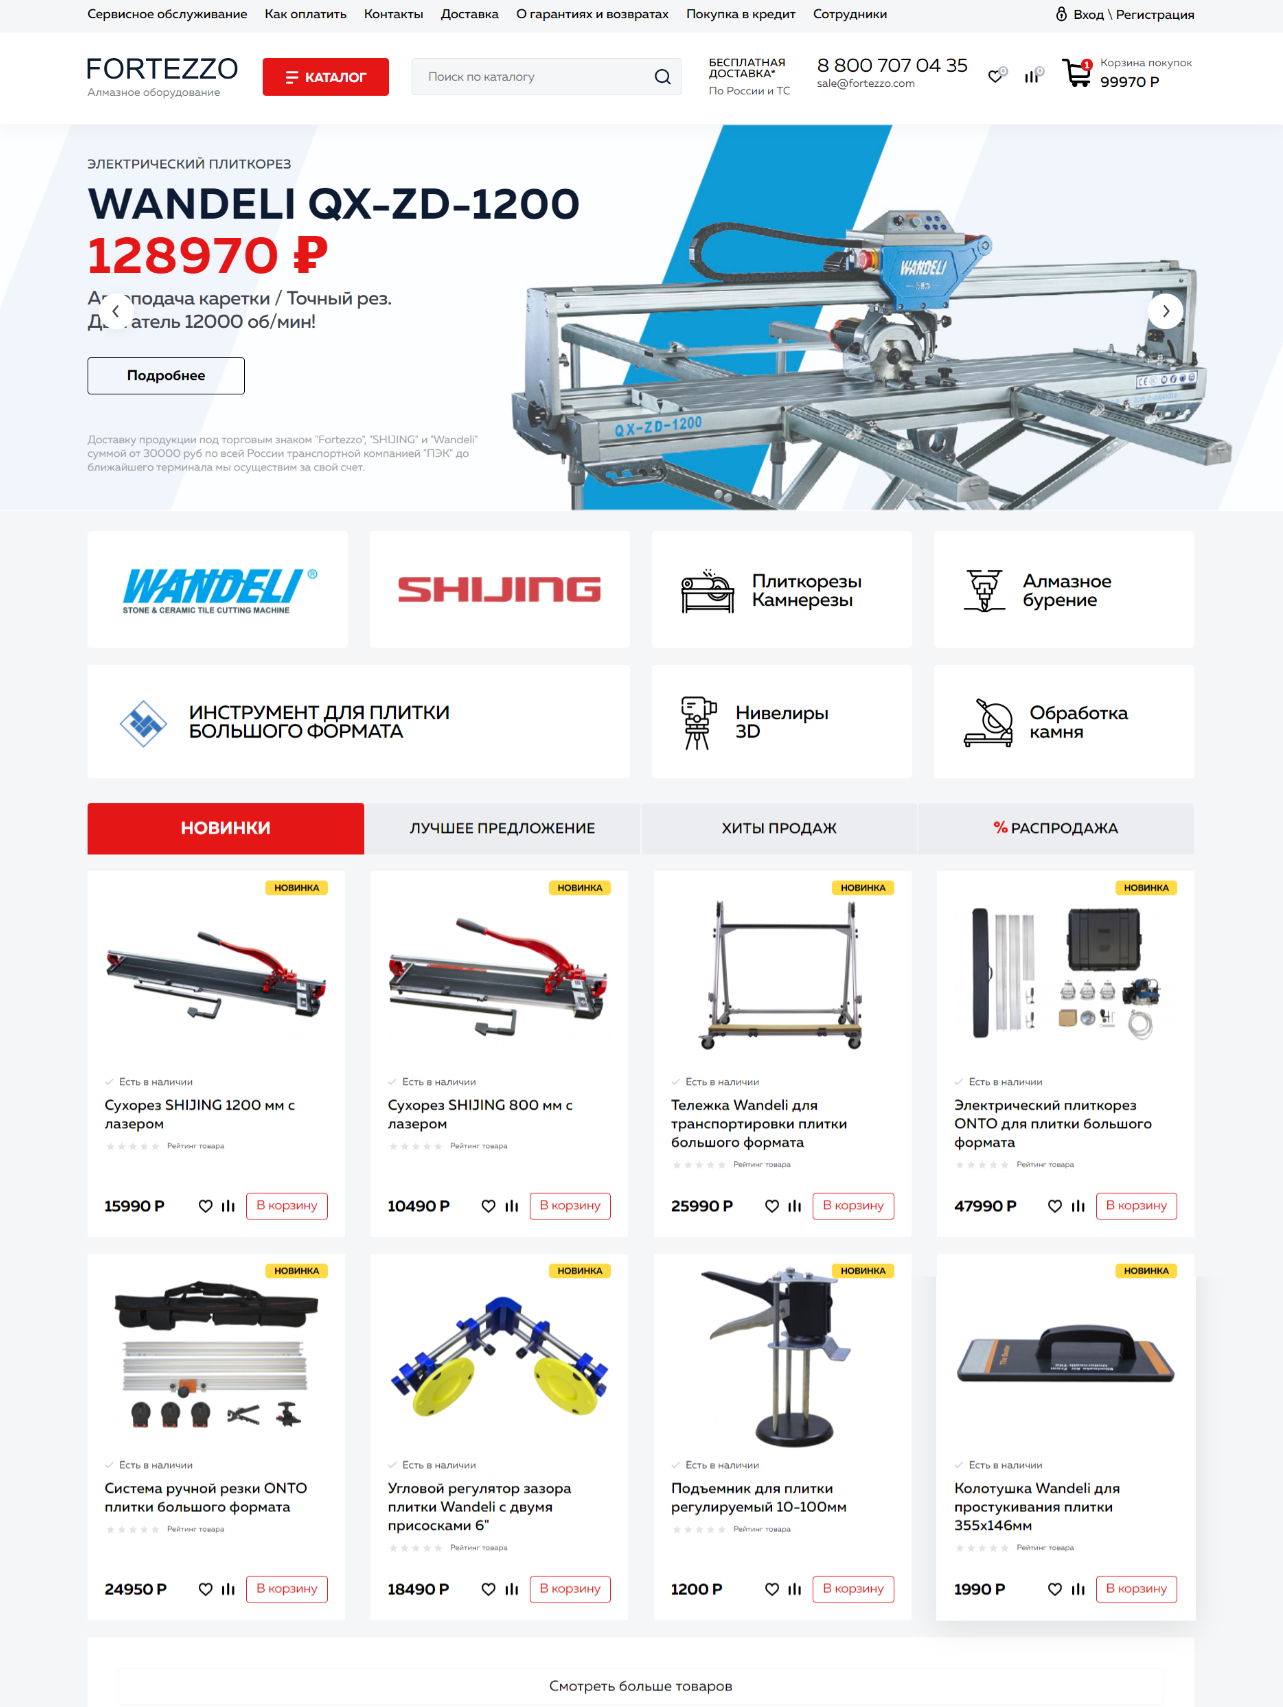 Сервисное обслуживание Как оплатить Контакты Доставка О гарантиях и возвратах Покупка в кредит Сотрудники Вход \ Регистрация
FORTEZZO
Алмазное оборудование
КАТАЛОГ
Поиск по каталогу
БЕСПЛАТНАЯ
ДОСТАВКА*
По России и ТС
8 800 707 04 35
sale@fortezzo.com
0
0
1
Корзина покупок
99970 Р
ЭЛЕКТРИЧЕСКИЙ ПЛИТКОРЕЗ
WANDELI QX-ZD-1200
128970 ₽
каретки / Точный рез.
12000 об/мин!
Подробнее
Доставку продукции под торговым знаком "Fortezzo", "SHIJING" и "Wandeli"
суммой от 30000 руб по всей России транспортной компанией "ПЭК" до
ближайшего терминала мы осуществим за свой счет.
WANDELI
QX-ZD-1200
WANDELI ®
STONE & CERAMIC TILE CUTTING MACHINE
SHIJING
Плиткорезы
Камнерезы
Алмазное
бурение
ИНСТРУМЕНТ ДЛЯ ПЛИТКИ
БОЛЬШОГО ФОРМАТА
Нивелиры
3D
Обработка
камня
НОВИНКИ ЛУЧШЕЕ ПРЕДЛОЖЕНИЕ ХИТЫ ПРОДАЖ % РАСПРОДАЖА
НОВИНКА
Есть в наличии
Сухорез SHIJING 1200 мм с
лазером
Рейтинг товара
15990 Р В корзину
НОВИНКА
Есть в наличии
Сухорез SHIJING 800 мм с
лазером
Рейтинг товара
10490 Р В корзину
НОВИНКА
Есть в наличии
Тележка Wandeli для
транспортировки плитки
большого формата
Рейтинг товара
25990 Р В корзину
НОВИНКА
Есть в наличии
Электрический плиткорез
ONTO для плитки большого
формата
Рейтинг товара
47990 Р В корзину
НОВИНКА
Есть в наличии
Система ручной резки ONTO
плитки большого формата
Рейтинг товара
24950 Р В корзину
НОВИНКА
Есть в наличии
Угловой регулятор зазора
плитки Wandeli с двумя
присосками 6"
Рейтинг товара
18490 Р В корзину
НОВИНКА
Есть в наличии
Подъемник для плитки
регулируемый 10-100мм
Рейтинг товара
1200 Р В корзину
НОВИНКА
Есть в наличии
Колотушка Wandeli для
простукивания плитки
355х146мм
Рейтинг товара
1990 Р В корзину
Смотреть больше товаров